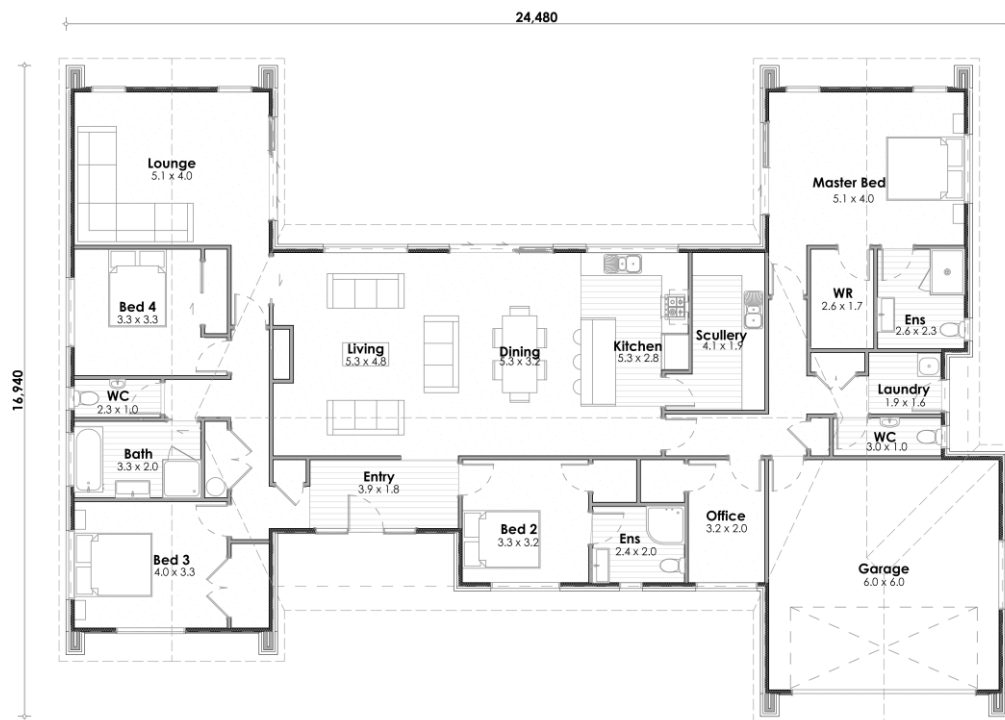 24,480
16,940
Lounge
5.1 x 4.0
Master Bed
5.1 x 4.0
Bed 4
3.3 x 3.3
WR
2.6 x 1.7
Ens
2.6 x 2.3
Living
5.3 x 4.8
Dining
5.3 x 3.2
Kitchen
5.3 x 2.8
Scullery
4.1 x 1.9
WC
2.3 x 1.0
Laundry
1.9 x 1.6
Bath
3.3 x 2.0
WC
3.0 x 1.0
Entry
3.9 x 1.8
Bed 2
3.3 x 3.2
Ens
2.4 x 2.0
Office
3.2 x 2.0
Bed 3
4.0 x 3.3
Garage
6.0 x 6.0